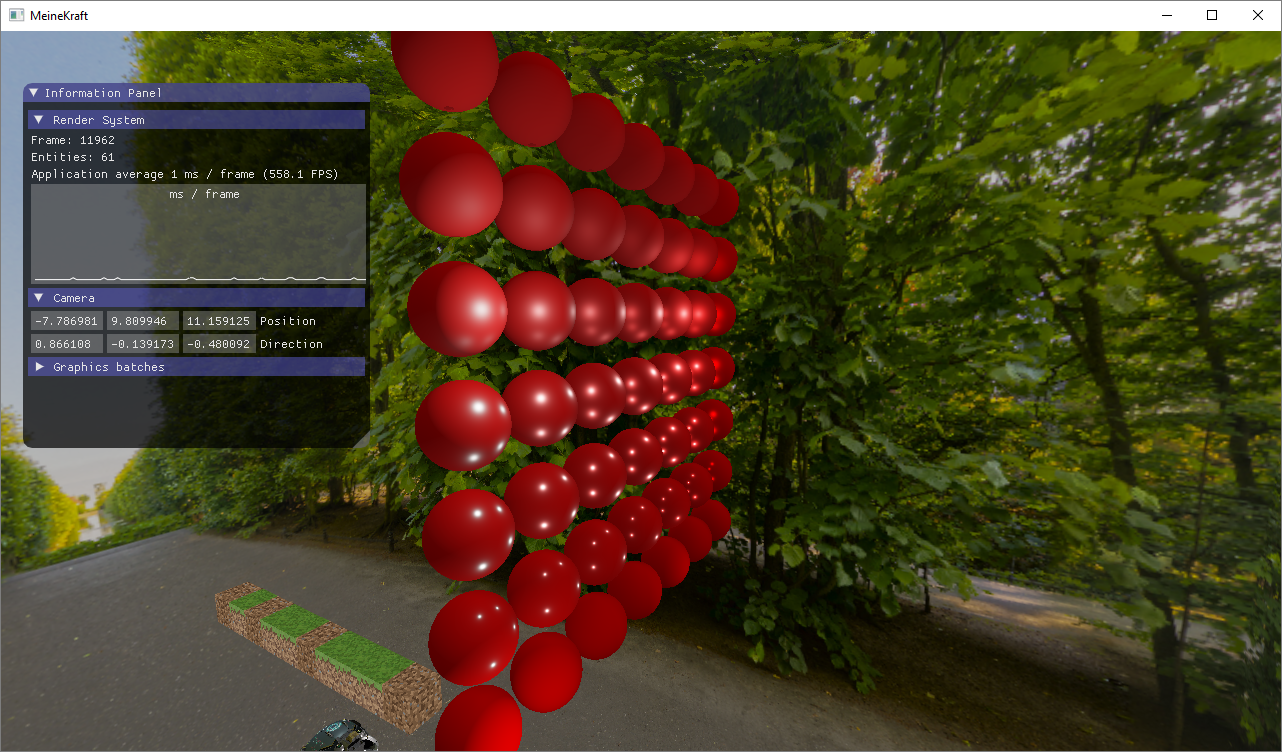 MeineKraft
Information Panel
Render System
Frame: 11962
Entities: 61
Application average 1 ms / frame (558.1 FPS)
ms / frame
Camera
-7.786981 9.809946 11.159125 Position
0.866108 -0.139173 -0.480092 Direction
Graphics batches